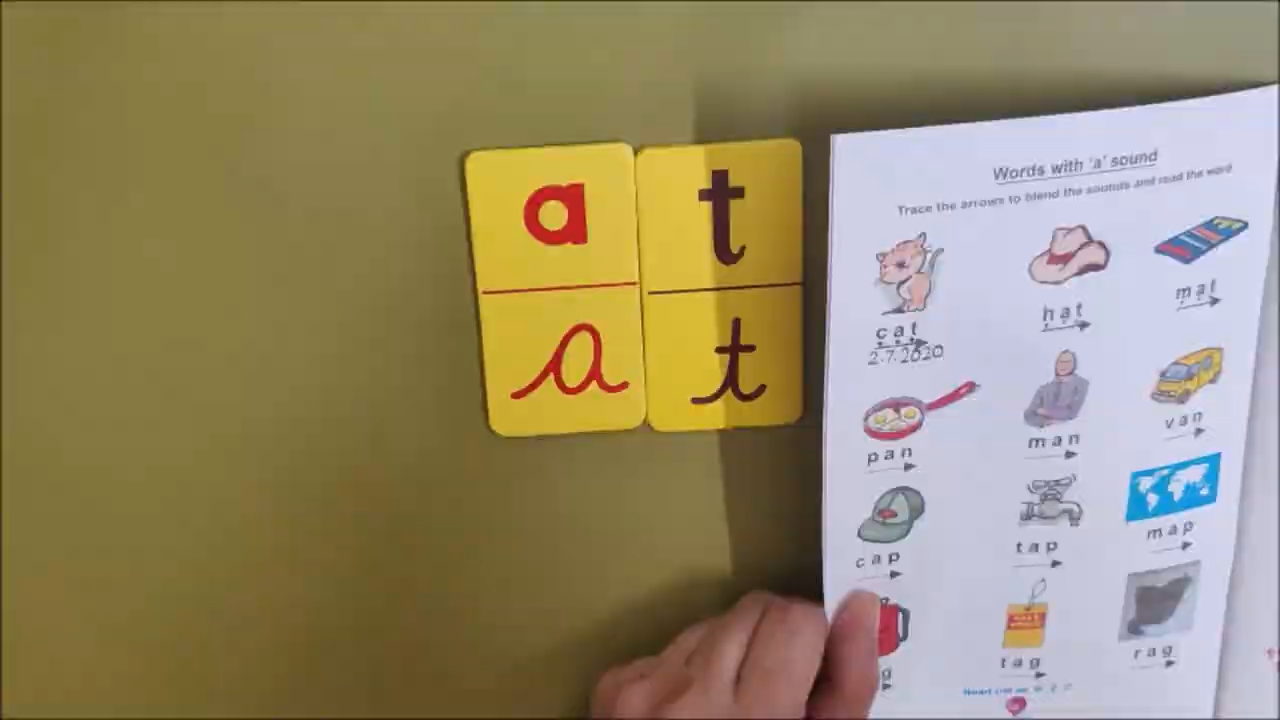 a t
a t
Words with 'a' sound
Trace the arrows to blend the sounds and read the word
cat hat mat
2.7.2020
pan man van
cap tap map
g tag rag